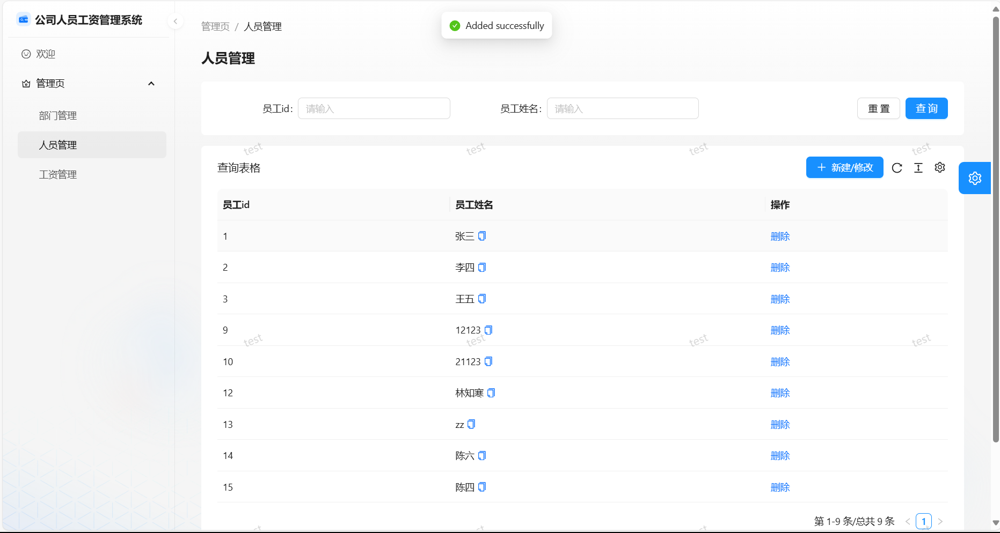 公司人员工资管理系统
欢迎
管理页
部门管理
人员管理
工资管理
管理页 / 人员管理
Added successfully
人员管理
员工id: 请输入
员工姓名: 请输入
重 置
查 询
test test test test
查询表格
新建/修改
员工id 员工姓名 操作
1 张三 删除
2 李四 删除
3 王五 删除
9 12123 删除
test test test test
10 21123 删除
12 林知寒 删除
13 zz 删除
14 陈六 删除
15 陈四 删除
第 1-9 条/总共 9 条 < 1 >